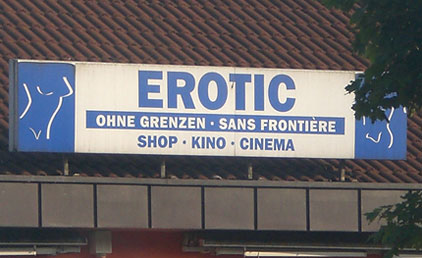 EROTIC
OHNE GRENZEN · SANS FRONTIÈRE
SHOP · KINO · CINEMA